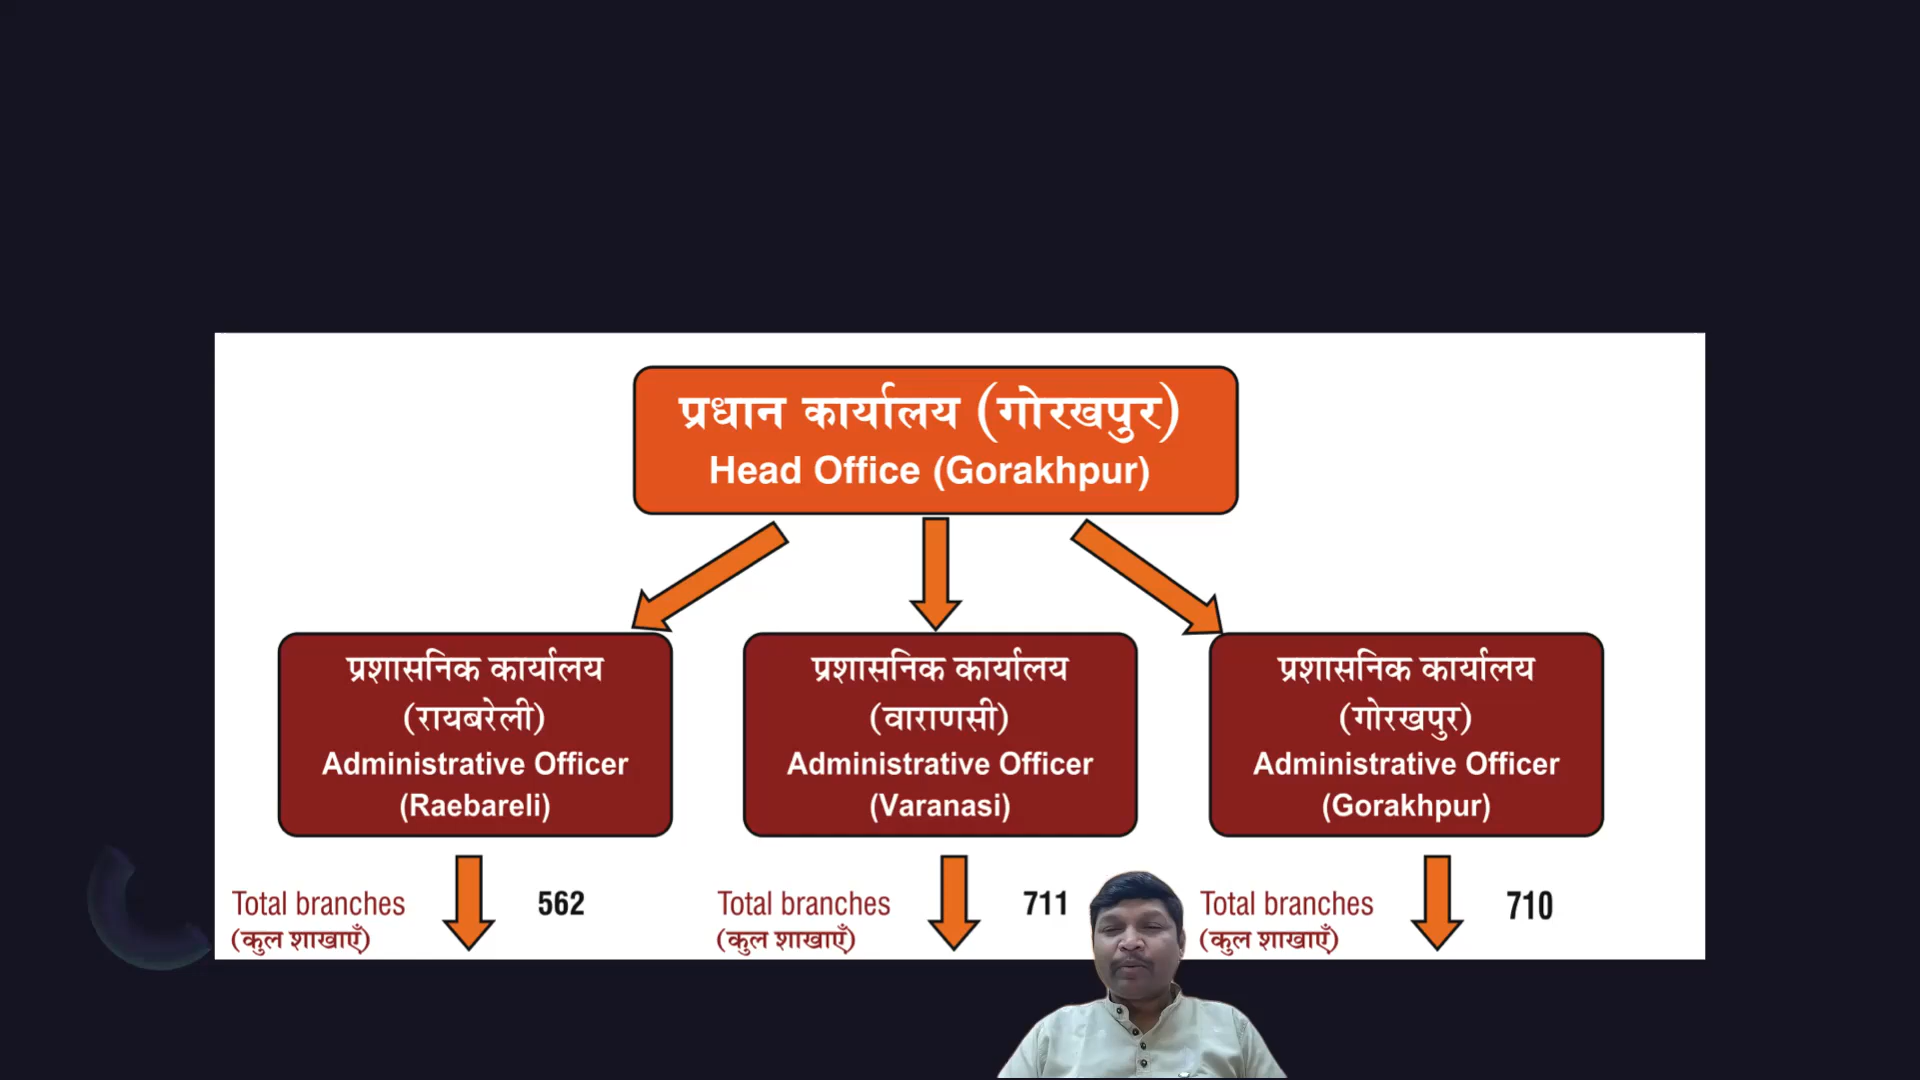 प्रधान कार्यालय (गोरखपुर)
Head Office (Gorakhpur)
प्रशासनिक कार्यालय
(रायबरेली)
Administrative Officer
(Raebareli)
प्रशासनिक कार्यालय
(वाराणसी)
Administrative Officer
(Varanasi)
प्रशासनिक कार्यालय
(गोरखपुर)
Administrative Officer
(Gorakhpur)
Total branches
(कुल शाखाएँ)
562
Total branches
(कुल शाखाएँ)
711
Total branches
(कुल शाखाएँ)
710